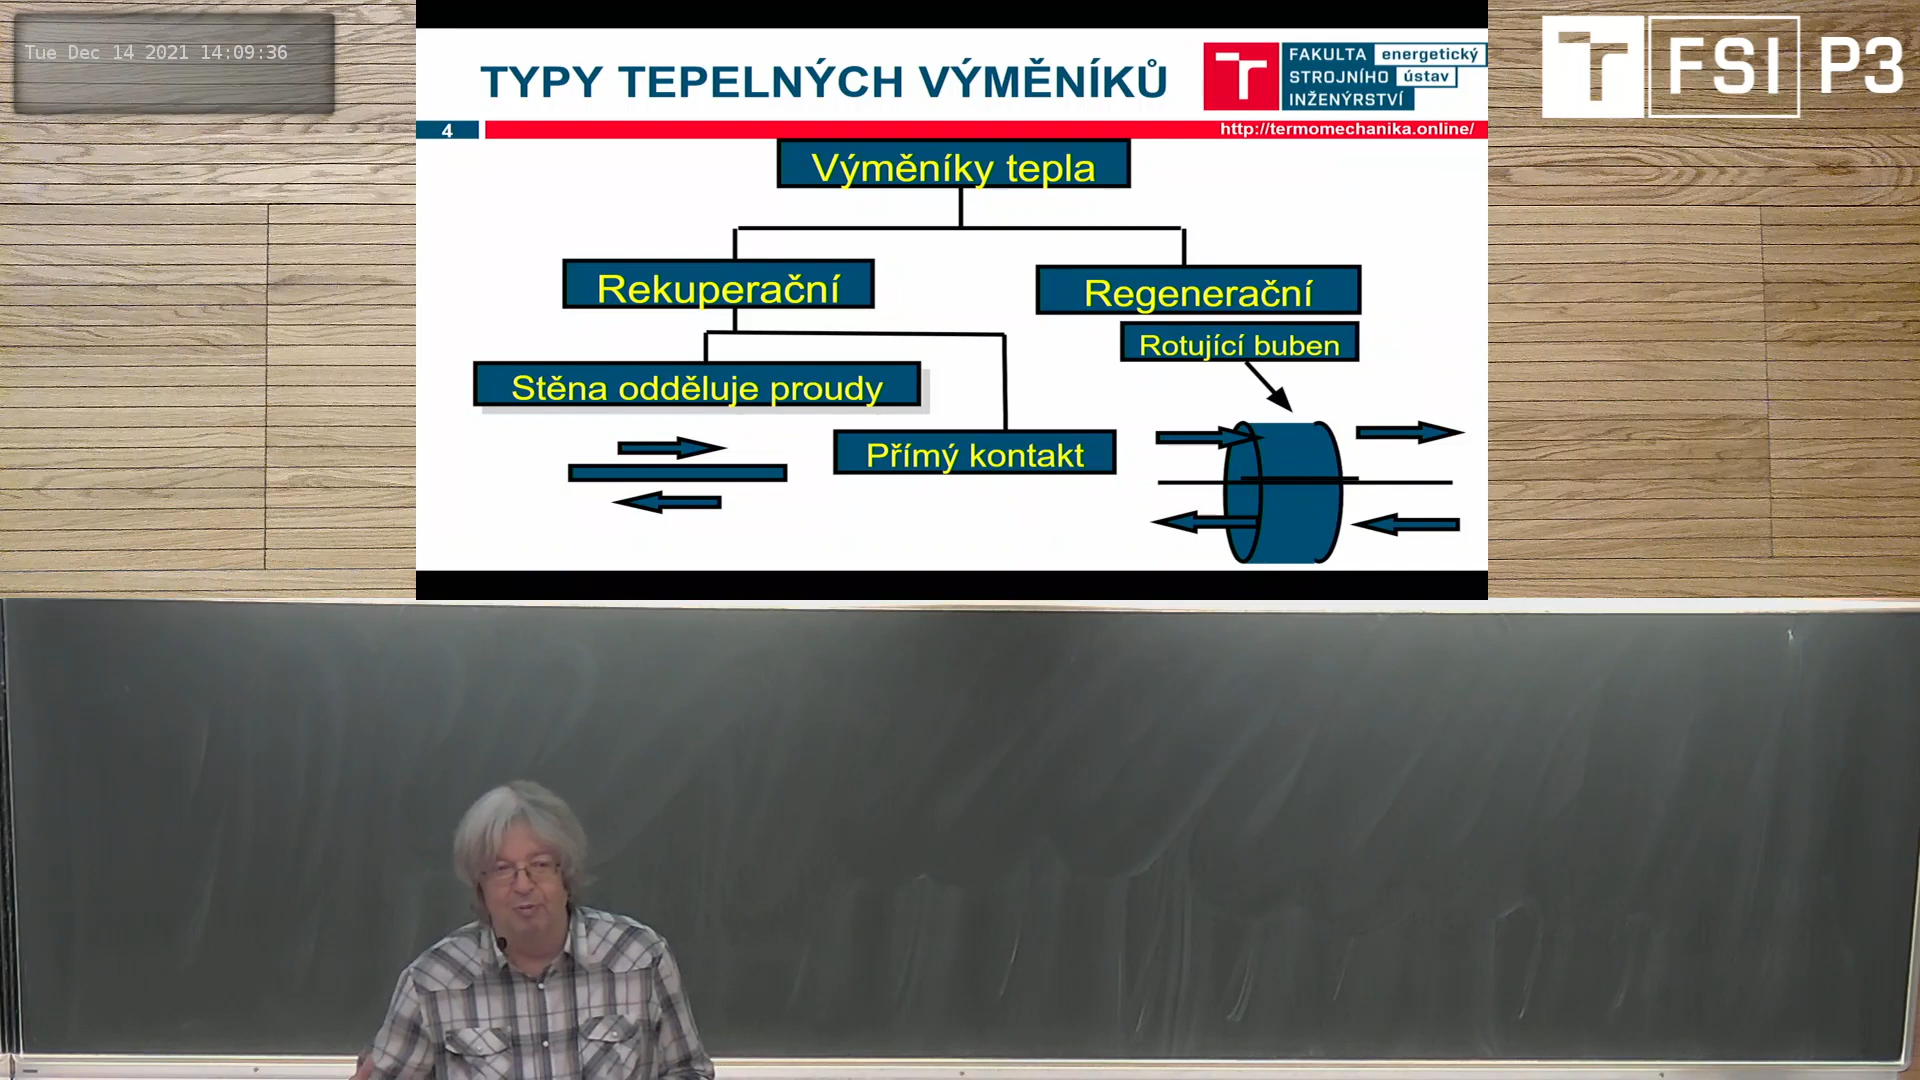 Tue Dec 14 2021 14:09:36
TYPY TEPELNÝCH VÝMĚNÍKŮ
FAKULTA energetický
STROJNÍHO ústav
INŽENÝRSTVÍ
FSI P3
4
http://termomechanika.online/
Výměníky tepla
Rekuperační
Regenerační
Rotující buben
Stěna odděluje proudy
Přímý kontakt